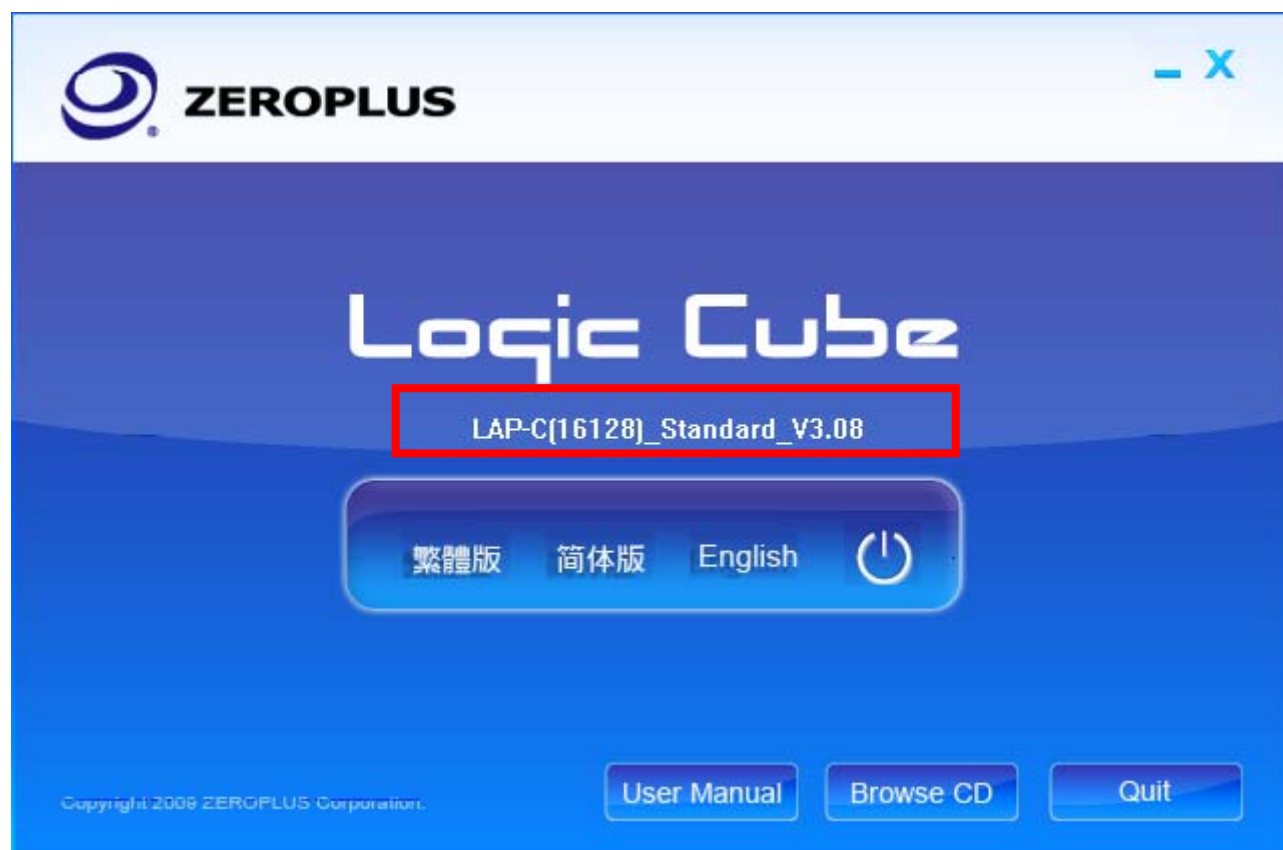 ZEROPLUS
Logic Cube
LAP-C(16128)_Standard_V3.08
繁體版 简体版 English
Copyright 2009 ZEROPLUS Corporation.
User Manual Browse CD Quit